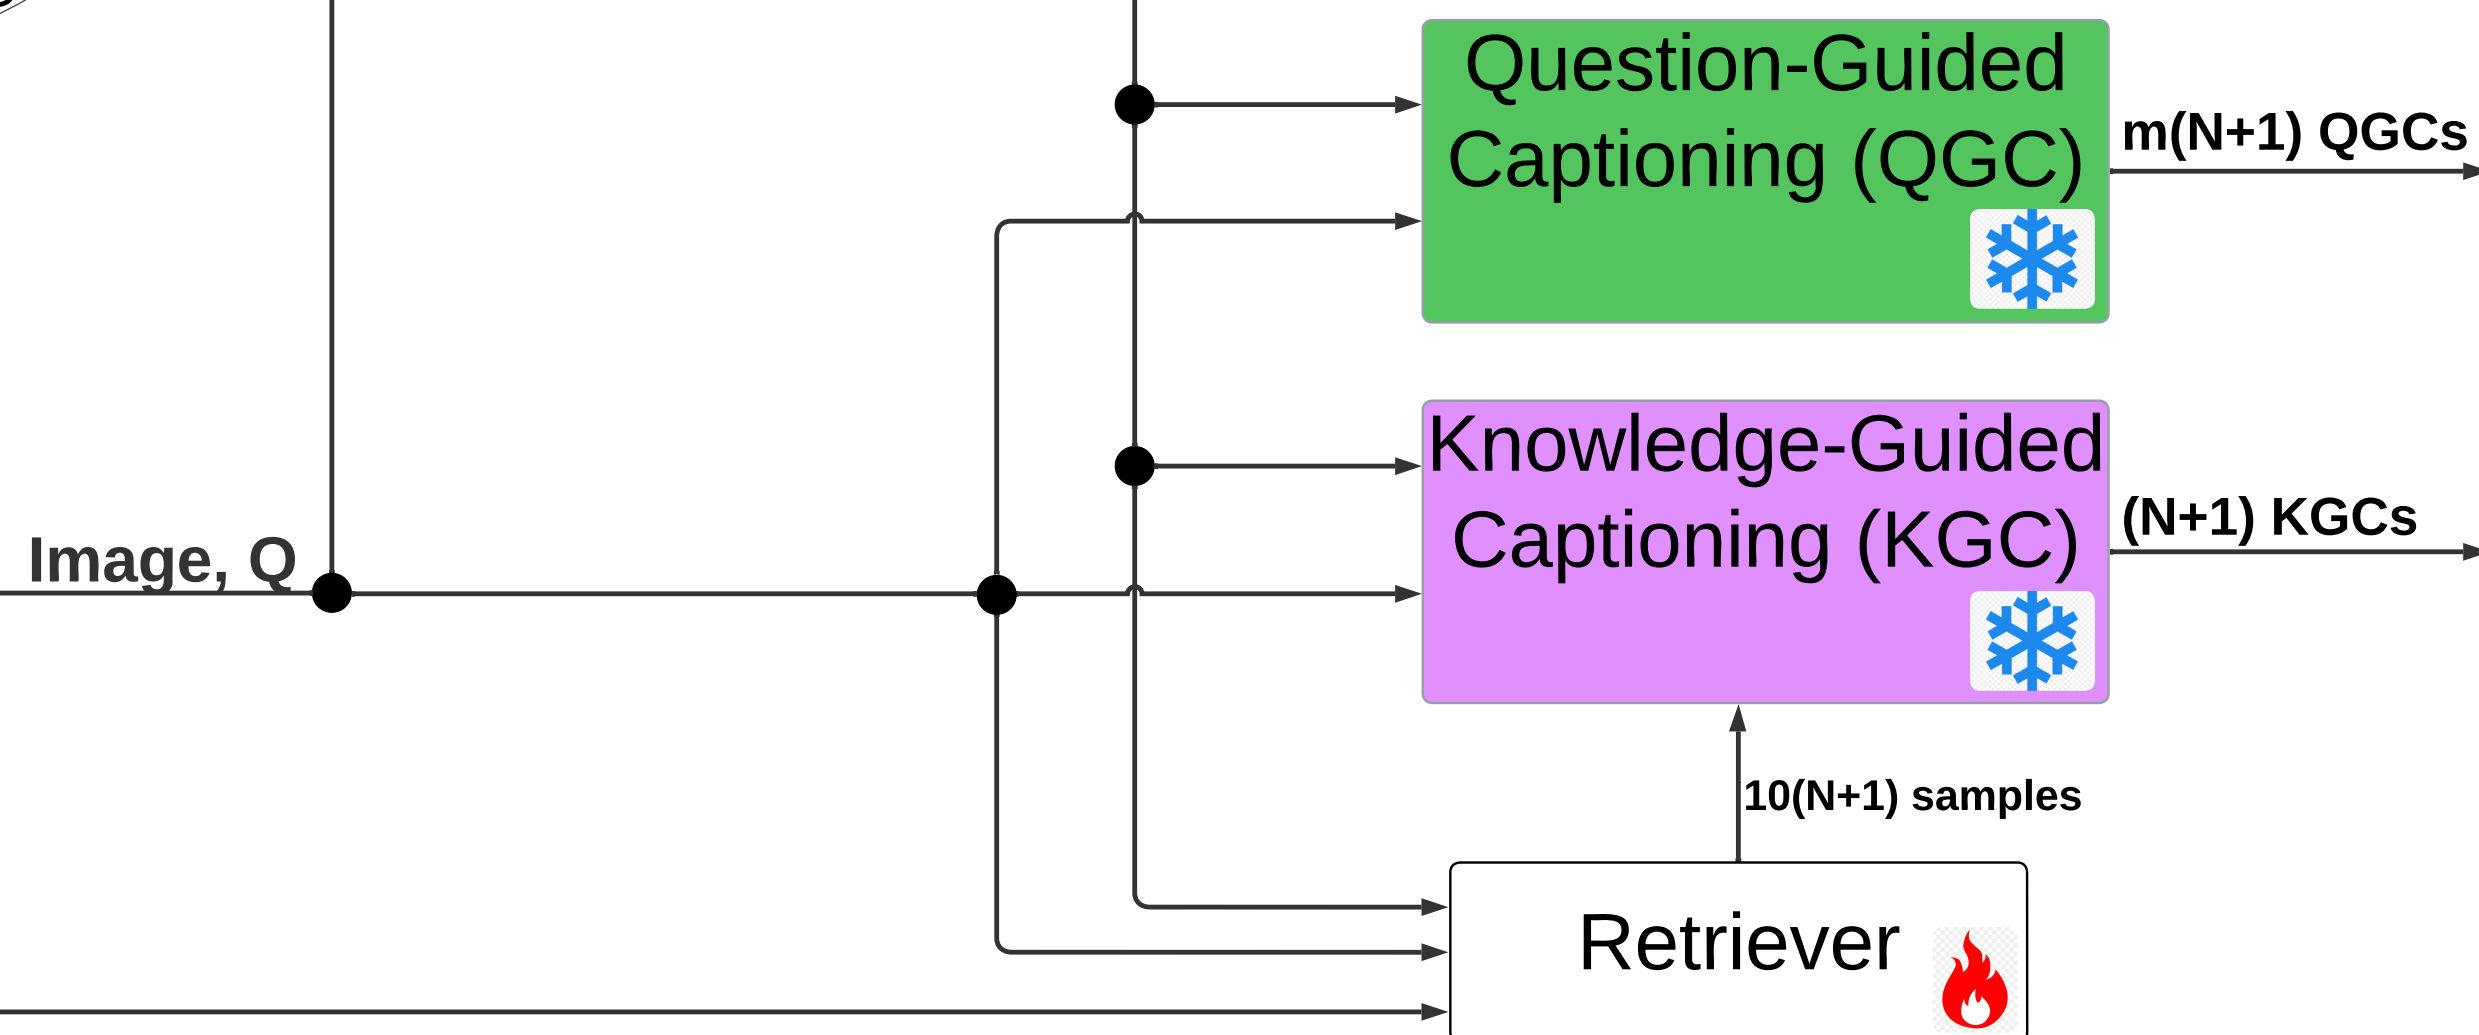 Question-Guided
Captioning (QGC)
m(N+1) QGCs
Knowledge-Guided
Captioning (KGC)
(N+1) KGCs
Image, Q
10(N+1) samples
Retriever